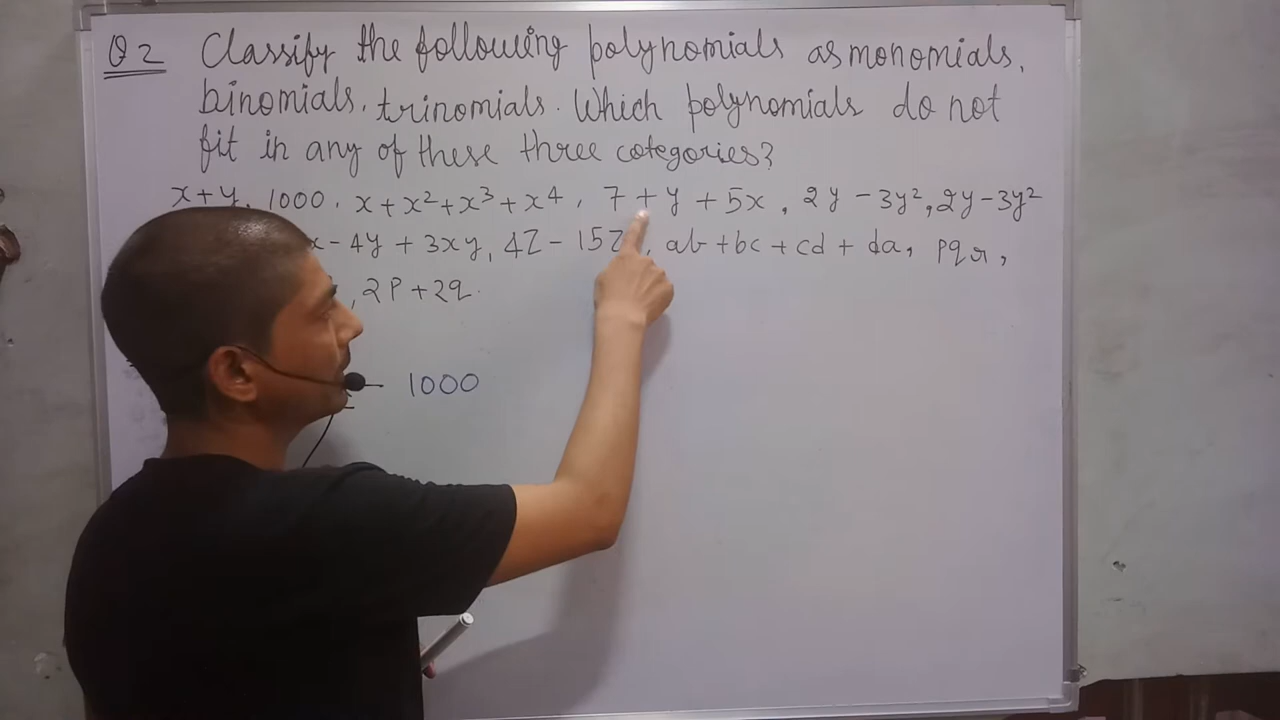 Q2 Classify the following polynomials as monomials,
binomials, trinomials. Which polynomials do not
fit in any of these three categories?
x+y, 1000, x+x²+x³+x⁴, 7+y+5x, 2y-3y², 2y-3y²
x-4y+3xy, 4Z-15Z, ab+bc+cd+da, pqr,
, 2P+2q.
1000